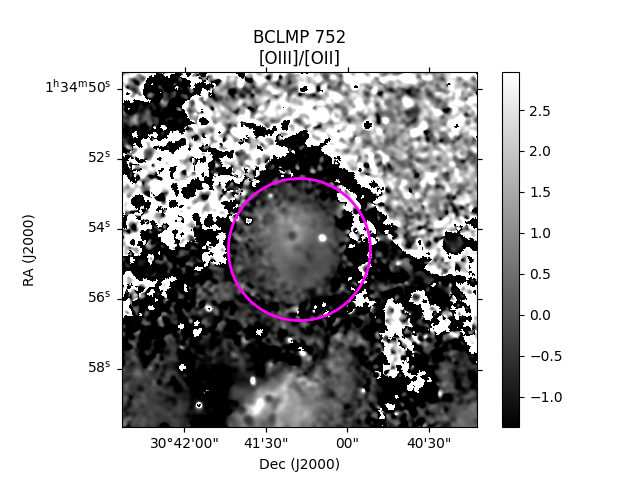 BCLMP 752
[OIII]/[OII]
1ʰ34ᵐ50ˢ
52ˢ
54ˢ
56ˢ
58ˢ
RA (J2000)
30°42'00"
41'30"
00"
40'30"
Dec (J2000)
2.5
2.0
1.5
1.0
0.5
0.0
−0.5
−1.0